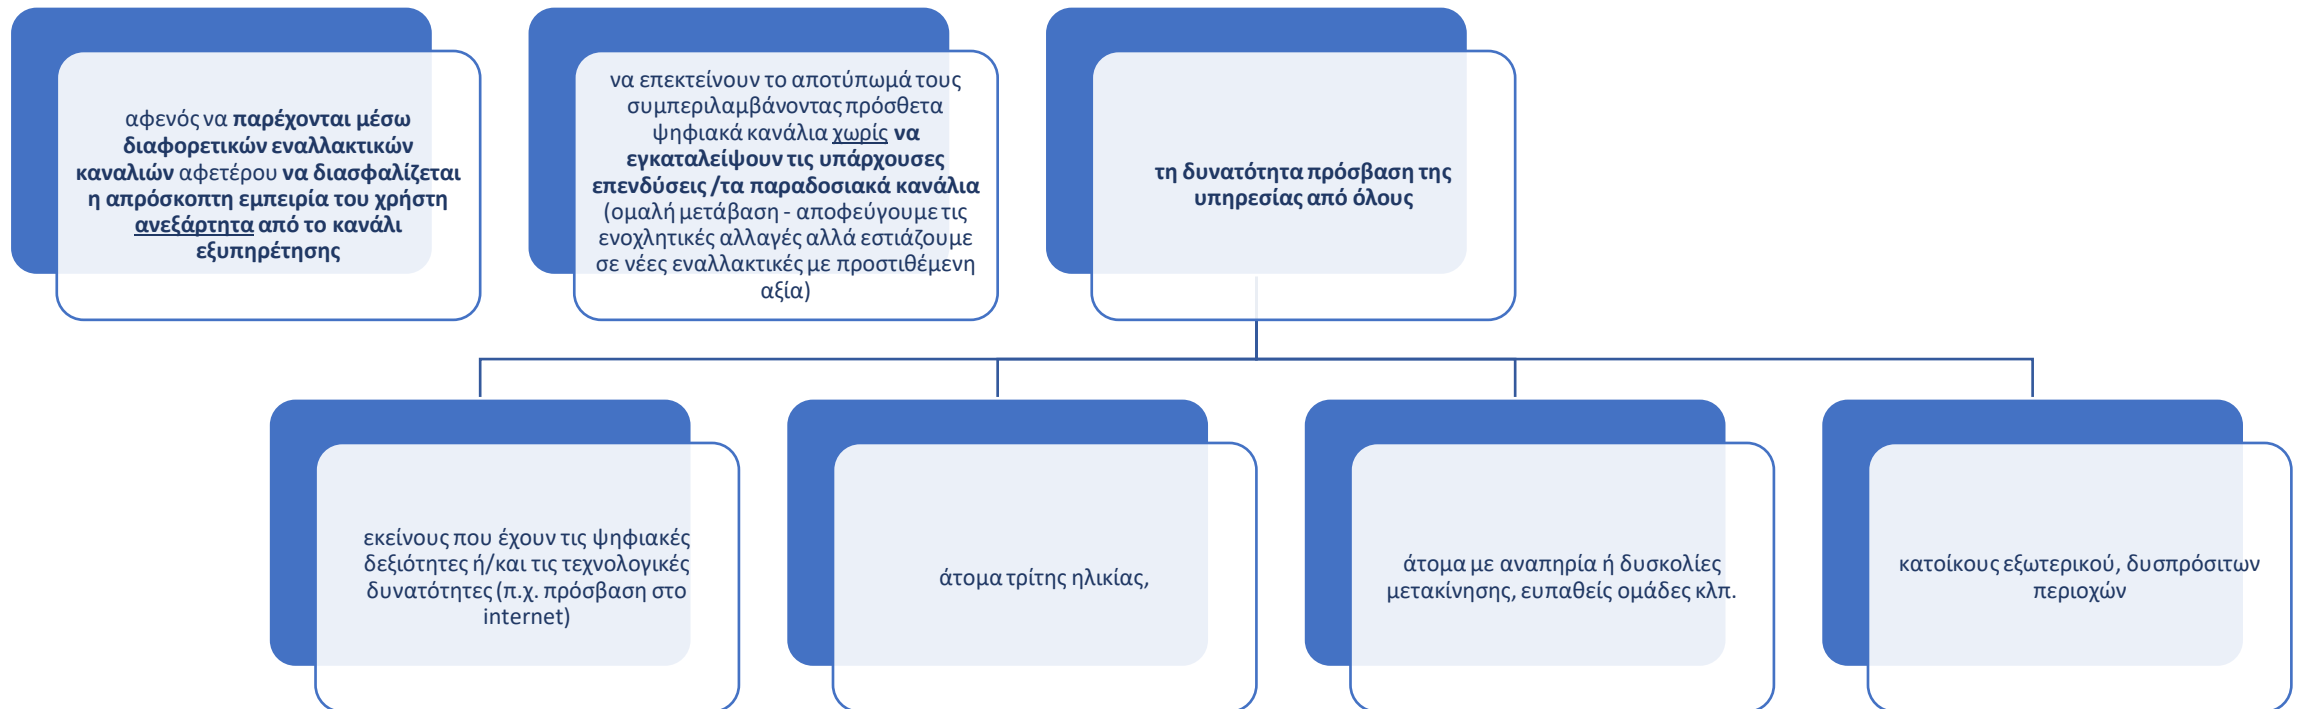 αφενός να παρέχονται μέσω
διαφορετικών εναλλακτικών
καναλιών αφετέρου να διασφαλίζεται
η απρόσκοπτη εμπειρία του χρήστη
ανεξάρτητα από το κανάλι
εξυπηρέτησης
να επεκτείνουν το αποτύπωμά τους
συμπεριλαμβάνοντας πρόσθετα
ψηφιακά κανάλια χωρίς να
εγκαταλείψουν τις υπάρχουσες
επενδύσεις /τα παραδοσιακά κανάλια
(ομαλή μετάβαση - αποφεύγουμε τις
ενοχλητικές αλλαγές αλλά εστιάζουμε
σε νέες εναλλακτικές με προστιθέμενη
αξία)
τη δυνατότητα πρόσβαση της
υπηρεσίας από όλους
εκείνους που έχουν τις ψηφιακές
δεξιότητες ή/και τις τεχνολογικές
δυνατότητες (π.χ. πρόσβαση στο
internet)
άτομα τρίτης ηλικίας,
άτομα με αναπηρία ή δυσκολίες
μετακίνησης, ευπαθείς ομάδες κλπ.
κατοίκους εξωτερικού, δυσπρόσιτων
περιοχών